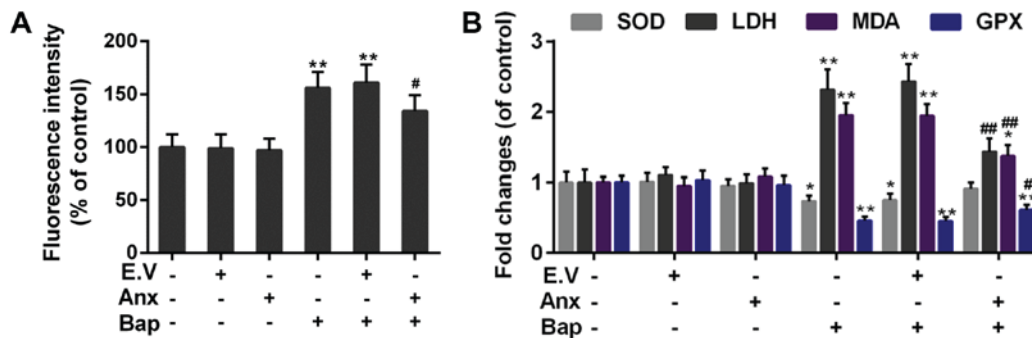 A
Fluorescence intensity
(% of control)
200
150
100
50
0
** ** #
E.V - + - - + -
Anx - - + - - +
Bap - - - + + +
B
SOD LDH MDA GPX
Fold changes (of control)
3
2
1
0
* ** ** **
* ** ** **
## ## * # **
E.V - + - - + -
Anx - - + - - +
Bap - - - + + +